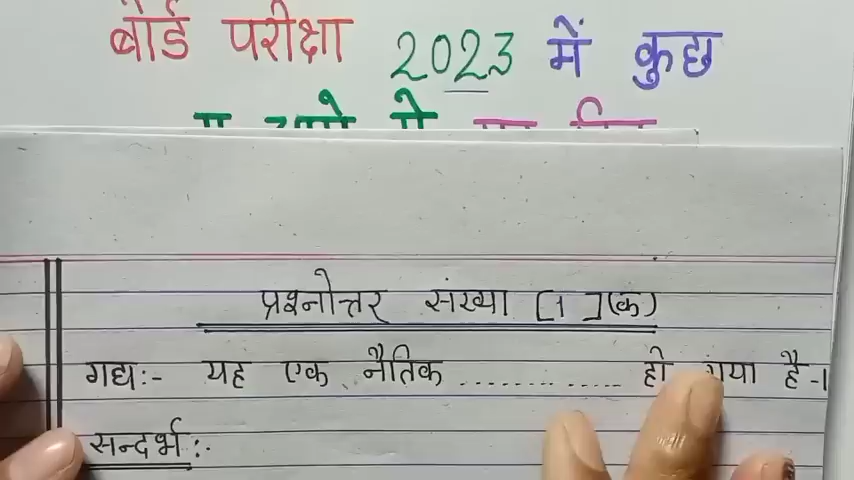 बोर्ड परीक्षा 2023 में कुछ
प्रश्नोत्तर संख्या [1](क)
गद्य:- यह एक नैतिक ............. हो गया है-।
सन्दर्भ:-